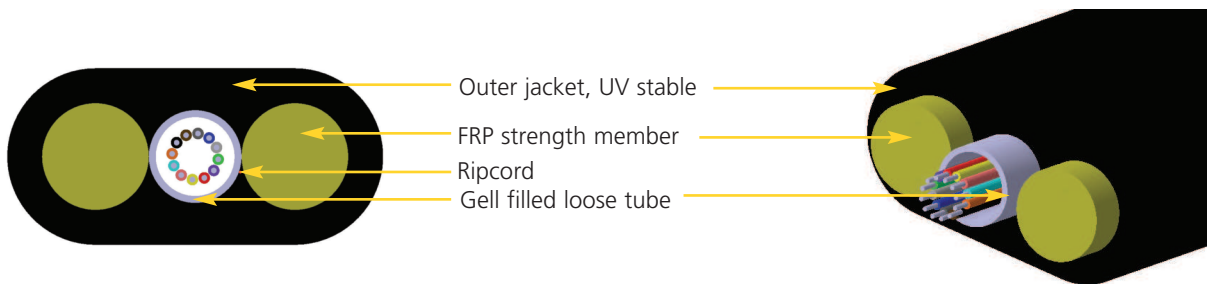 Outer jacket, UV stable
FRP strength member
Ripcord
Gell filled loose tube